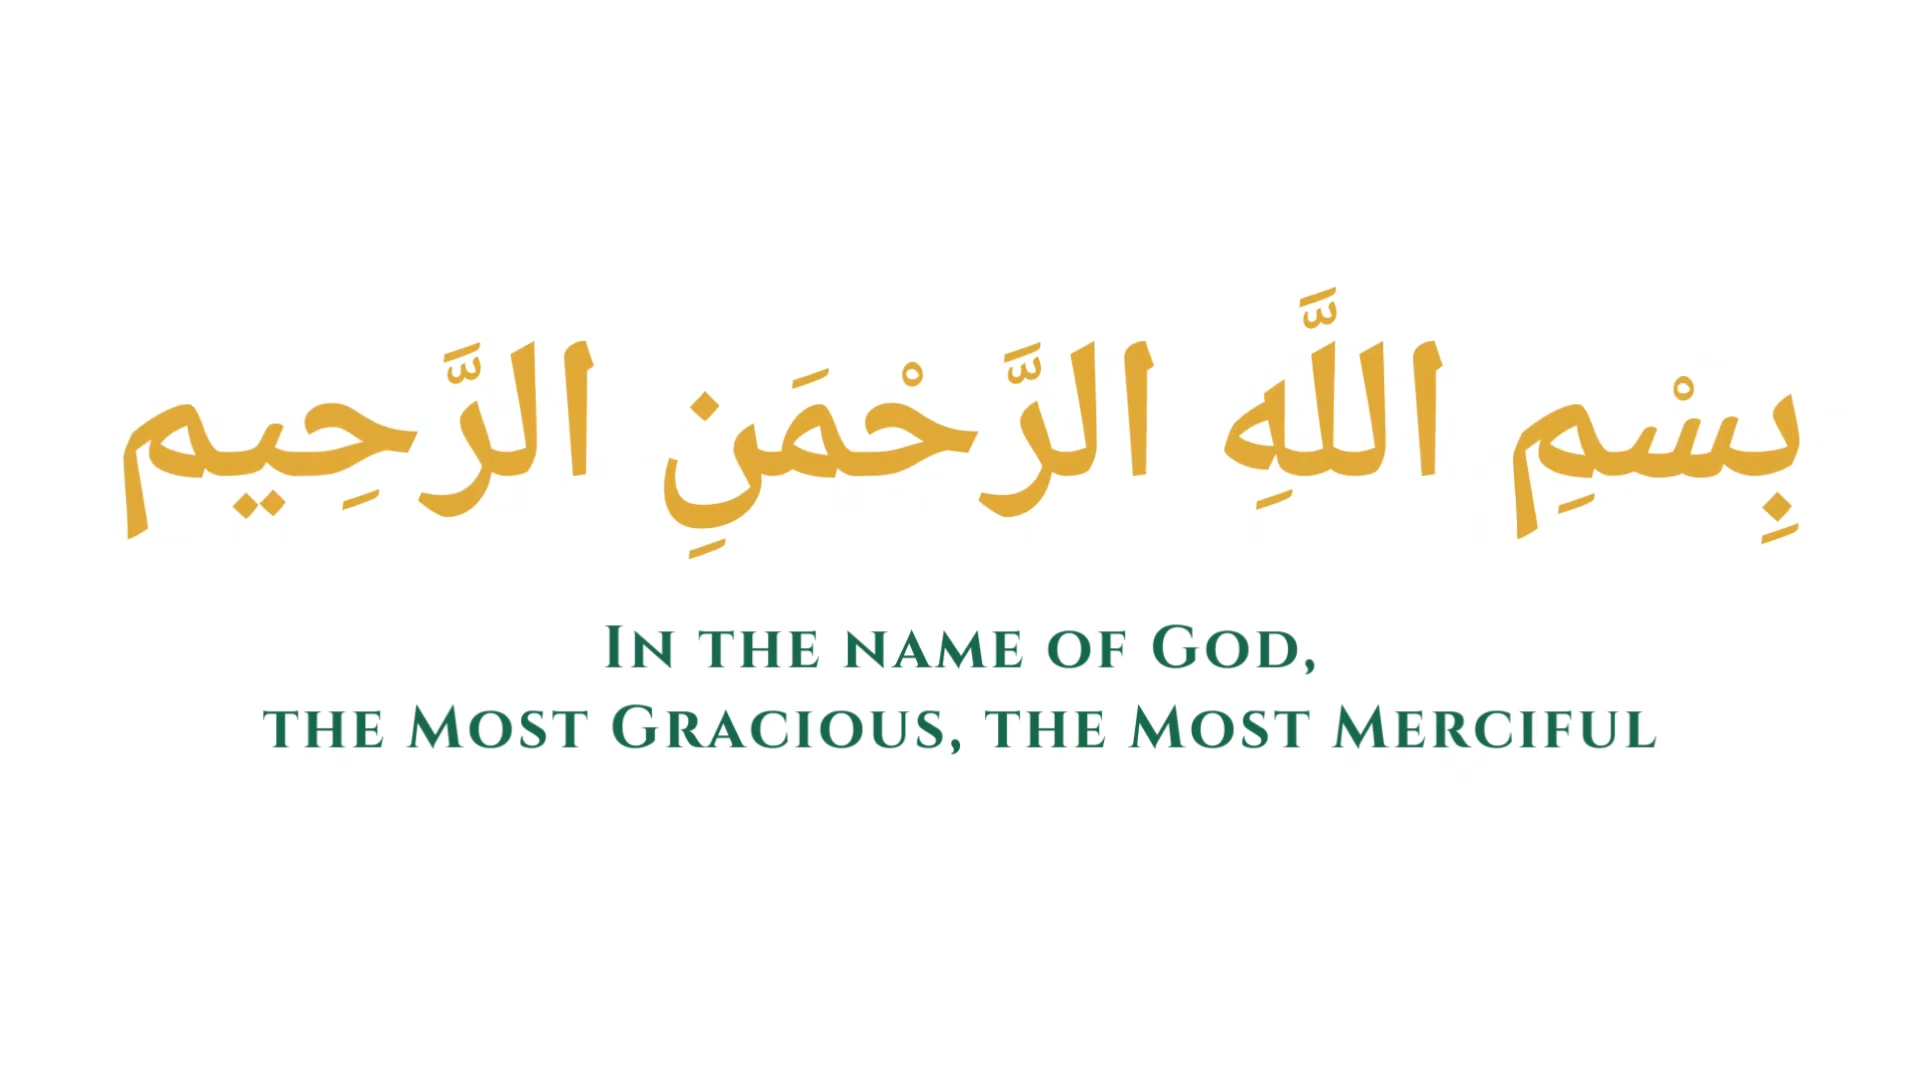 بِسْمِ اللَّهِ الرَّحْمَنِ الرَّحِيم
In the name of God,
the Most Gracious, the Most Merciful